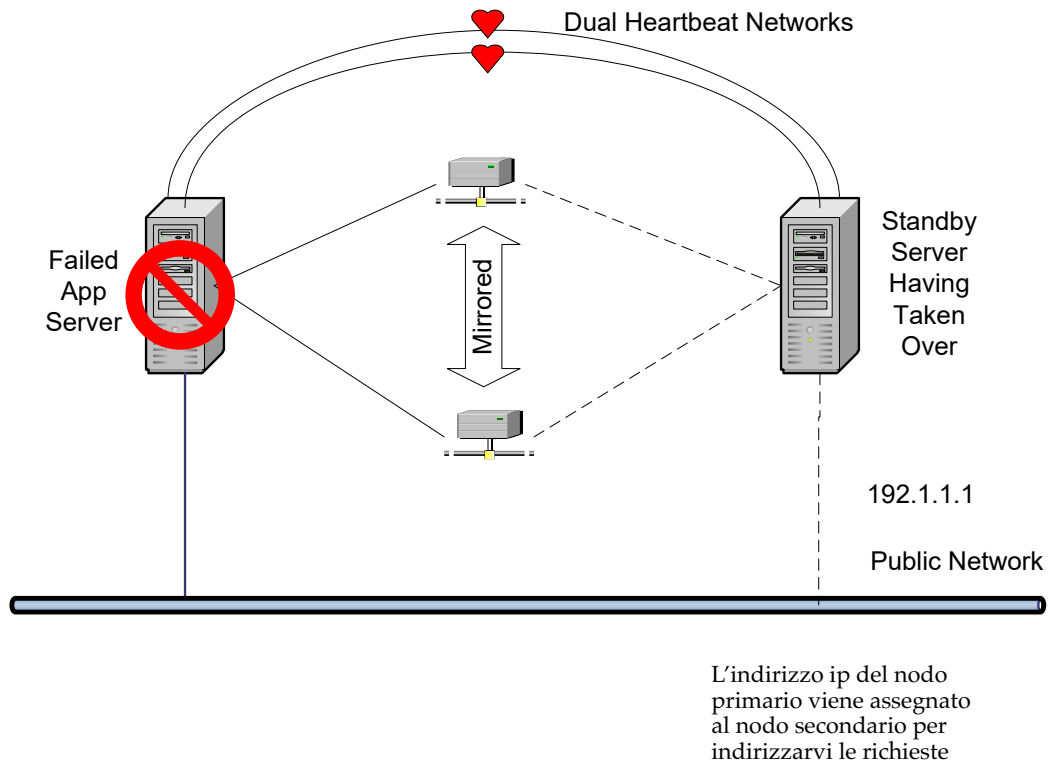 Dual Heartbeat Networks
Failed
App
Server
Mirrored
Standby
Server
Having
Taken
Over
192.1.1.1
Public Network
L’indirizzo ip del nodo
primario viene assegnato
al nodo secondario per
indirizzarvi le richieste